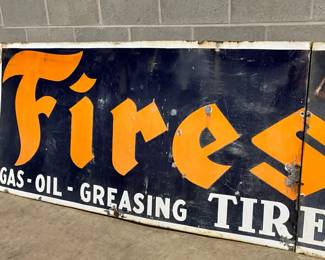 Fires
GAS - OIL - GREASING TIRE